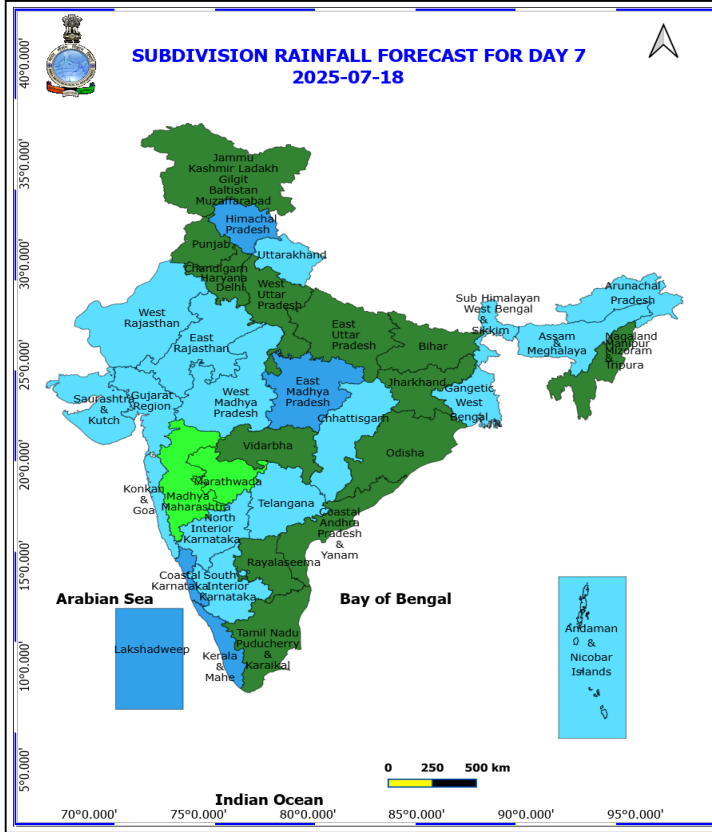 SUBDIVISION RAINFALL FORECAST FOR DAY 7
2025-07-18
40°0.000'
35°0.000'
30°0.000'
25°0.000'
20°0.000'
15°0.000'
10°0.000'
5°0.000'
Jammu
Kashmir Ladakh
Gilgit
Baltistan
Muzaffarabad
Himachal
Pradesh
Punjab
Uttarakhand
Chandigarh
Haryana
Delhi
West
Uttar
Pradesh
West
Rajasthan
East
Rajasthan
East
Uttar
Pradesh
Bihar
Sub Himalayan
West Bengal
&
Sikkim
Arunachal
Pradesh
Assam
&
Meghalaya
Nagaland
Manipur
Mizoram
&
Tripura
Saurashtra
&
Kutch
Gujarat
Region
West
Madhya
Pradesh
East
Madhya
Pradesh
Jharkhand
Gangetic
West
Bengal
Chhattisgarh
Vidarbha
Odisha
Konkan
&
Goa
Madhya
Maharashtra
Marathwada
Telangana
North
Interior
Karnataka
Coastal
Andhra
Pradesh
&
Yanam
Rayalaseema
Coastal
Karnataka
South
Interior
Karnataka
Arabian Sea
Bay of Bengal
Lakshadweep
Kerala
&
Mahe
Tamil Nadu
Puducherry
&
Karaikal
Andaman
&
Nicobar
Islands
0 250 500 km
Indian Ocean
70°0.000' 75°0.000' 80°0.000' 85°0.000' 90°0.000' 95°0.000'